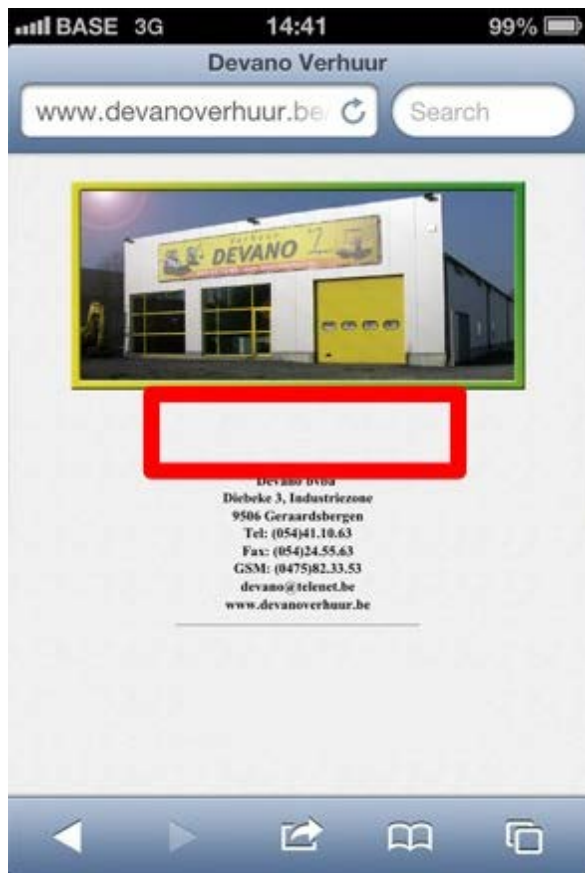 BASE 3G 14:41 99%
Devano Verhuur
www.devanoverhuur.be/ Search
DEVANO
Devano bvba
Diebeke 3, Industriezone
9506 Geraardsbergen
Tel: (054)41.10.63
Fax: (054)24.55.63
GSM: (0475)82.33.53
devano@telenet.be
www.devanoverhuur.be